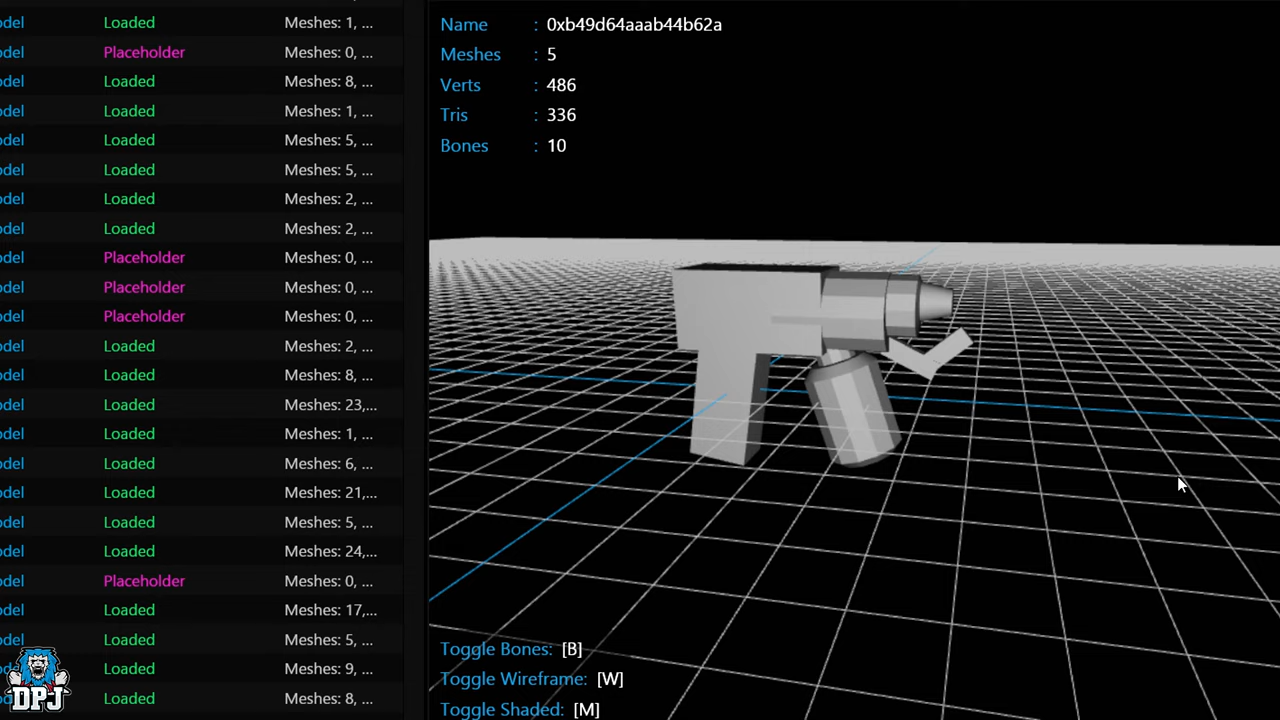 odel Loaded Meshes: 1, ...
odel Placeholder Meshes: 0, ...
odel Loaded Meshes: 8, ...
odel Loaded Meshes: 1, ...
odel Loaded Meshes: 5, ...
odel Loaded Meshes: 5, ...
odel Loaded Meshes: 2, ...
odel Loaded Meshes: 2, ...
odel Placeholder Meshes: 0, ...
odel Placeholder Meshes: 0, ...
odel Placeholder Meshes: 0, ...
odel Loaded Meshes: 2, ...
odel Loaded Meshes: 8, ...
odel Loaded Meshes: 23,...
odel Loaded Meshes: 1, ...
odel Loaded Meshes: 6, ...
odel Loaded Meshes: 21,...
odel Loaded Meshes: 5, ...
odel Loaded Meshes: 24,...
odel Placeholder Meshes: 0, ...
odel Loaded Meshes: 17,...
odel Loaded Meshes: 5, ...
Loaded Meshes: 9, ...
Loaded Meshes: 8, ...
DPJ
Name : 0xb49d64aaab44b62a
Meshes : 5
Verts : 486
Tris : 336
Bones : 10
Toggle Bones: [B]
Toggle Wireframe: [W]
Toggle Shaded: [M]